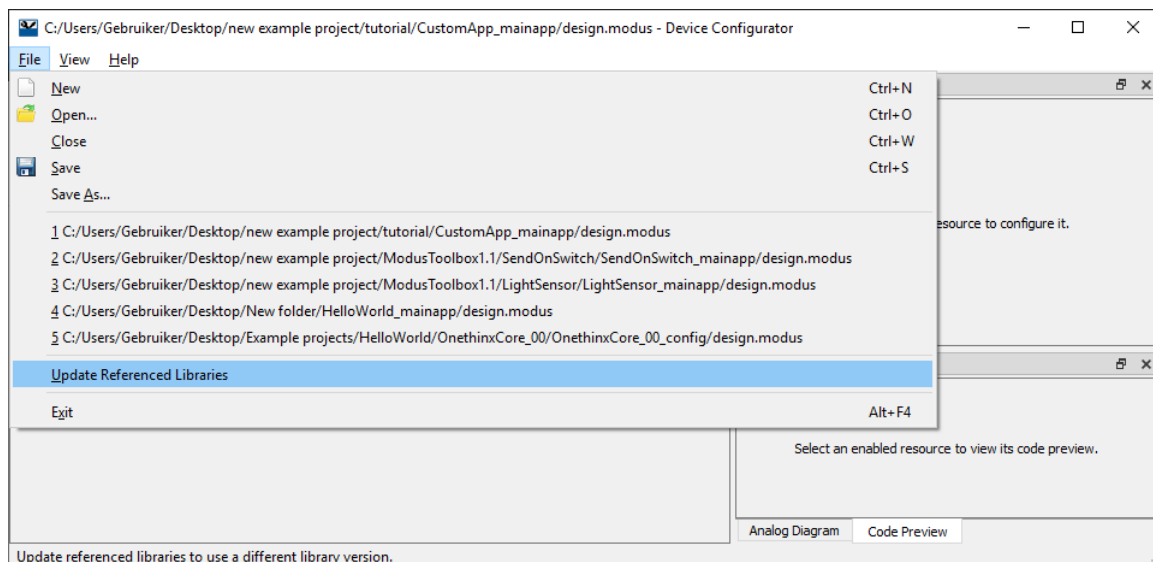 C:/Users/Gebruiker/Desktop/new example project/tutorial/CustomApp_mainapp/design.modus - Device Configurator
File View Help
New Ctrl+N
Open... Ctrl+O
Close Ctrl+W
Save Ctrl+S
Save As...
1 C:/Users/Gebruiker/Desktop/new example project/tutorial/CustomApp_mainapp/design.modus
esource to configure it.
2 C:/Users/Gebruiker/Desktop/new example project/ModusToolbox1.1/SendOnSwitch/SendOnSwitch_mainapp/design.modus
3 C:/Users/Gebruiker/Desktop/new example project/ModusToolbox1.1/LightSensor/LightSensor_mainapp/design.modus
4 C:/Users/Gebruiker/Desktop/New folder/HelloWorld_mainapp/design.modus
5 C:/Users/Gebruiker/Desktop/Example projects/HelloWorld/OnethinxCore_00/OnethinxCore_00_config/design.modus
Update Referenced Libraries
Exit Alt+F4
Select an enabled resource to view its code preview.
Analog Diagram Code Preview
Update referenced libraries to use a different library version.